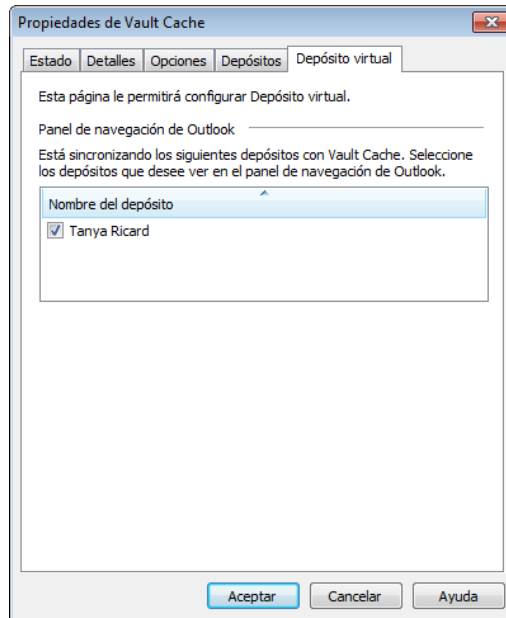 Propiedades de Vault Cache
Estado Detalles Opciones Depósitos Depósito virtual
Esta página le permitirá configurar Depósito virtual.
Panel de navegación de Outlook
Está sincronizando los siguientes depósitos con Vault Cache. Seleccione
los depósitos que desee ver en el panel de navegación de Outlook.
Nombre del depósito
Tanya Ricard
Aceptar Cancelar Ayuda